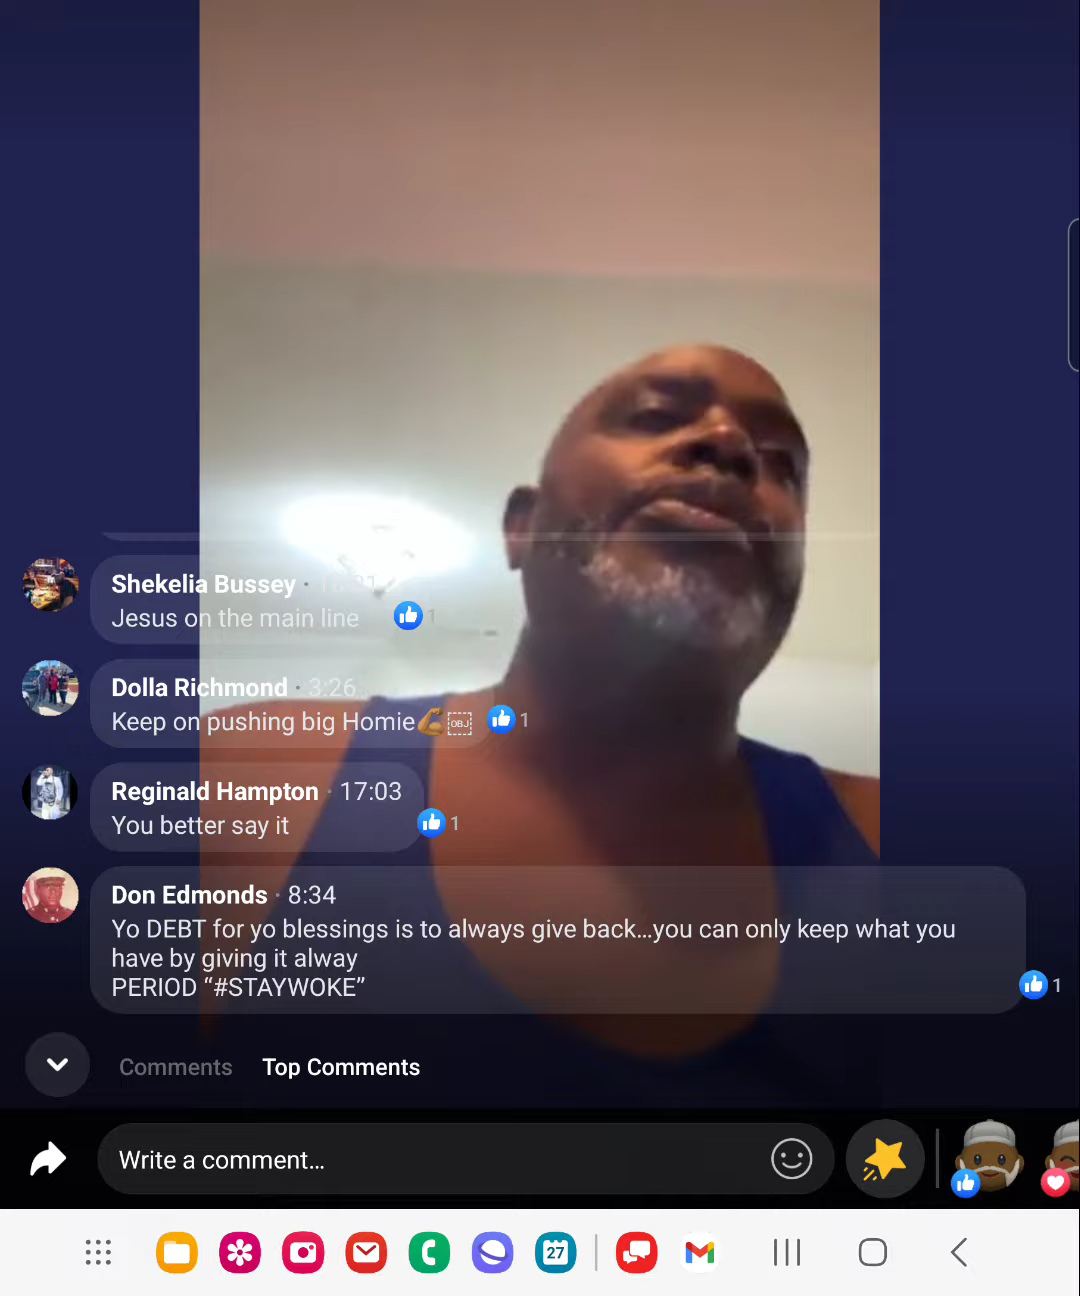 Shekelia Bussey ·
Jesus on the main line
1
Dolla Richmond · 3:26
Keep on pushing big Homie💪🏾 OBJ
1
Reginald Hampton · 17:03
You better say it
1
Don Edmonds · 8:34
Yo DEBT for yo blessings is to always give back...you can only keep what you
have by giving it alway
PERIOD “#STAYWOKE”
1
Comments Top Comments
Write a comment...
27